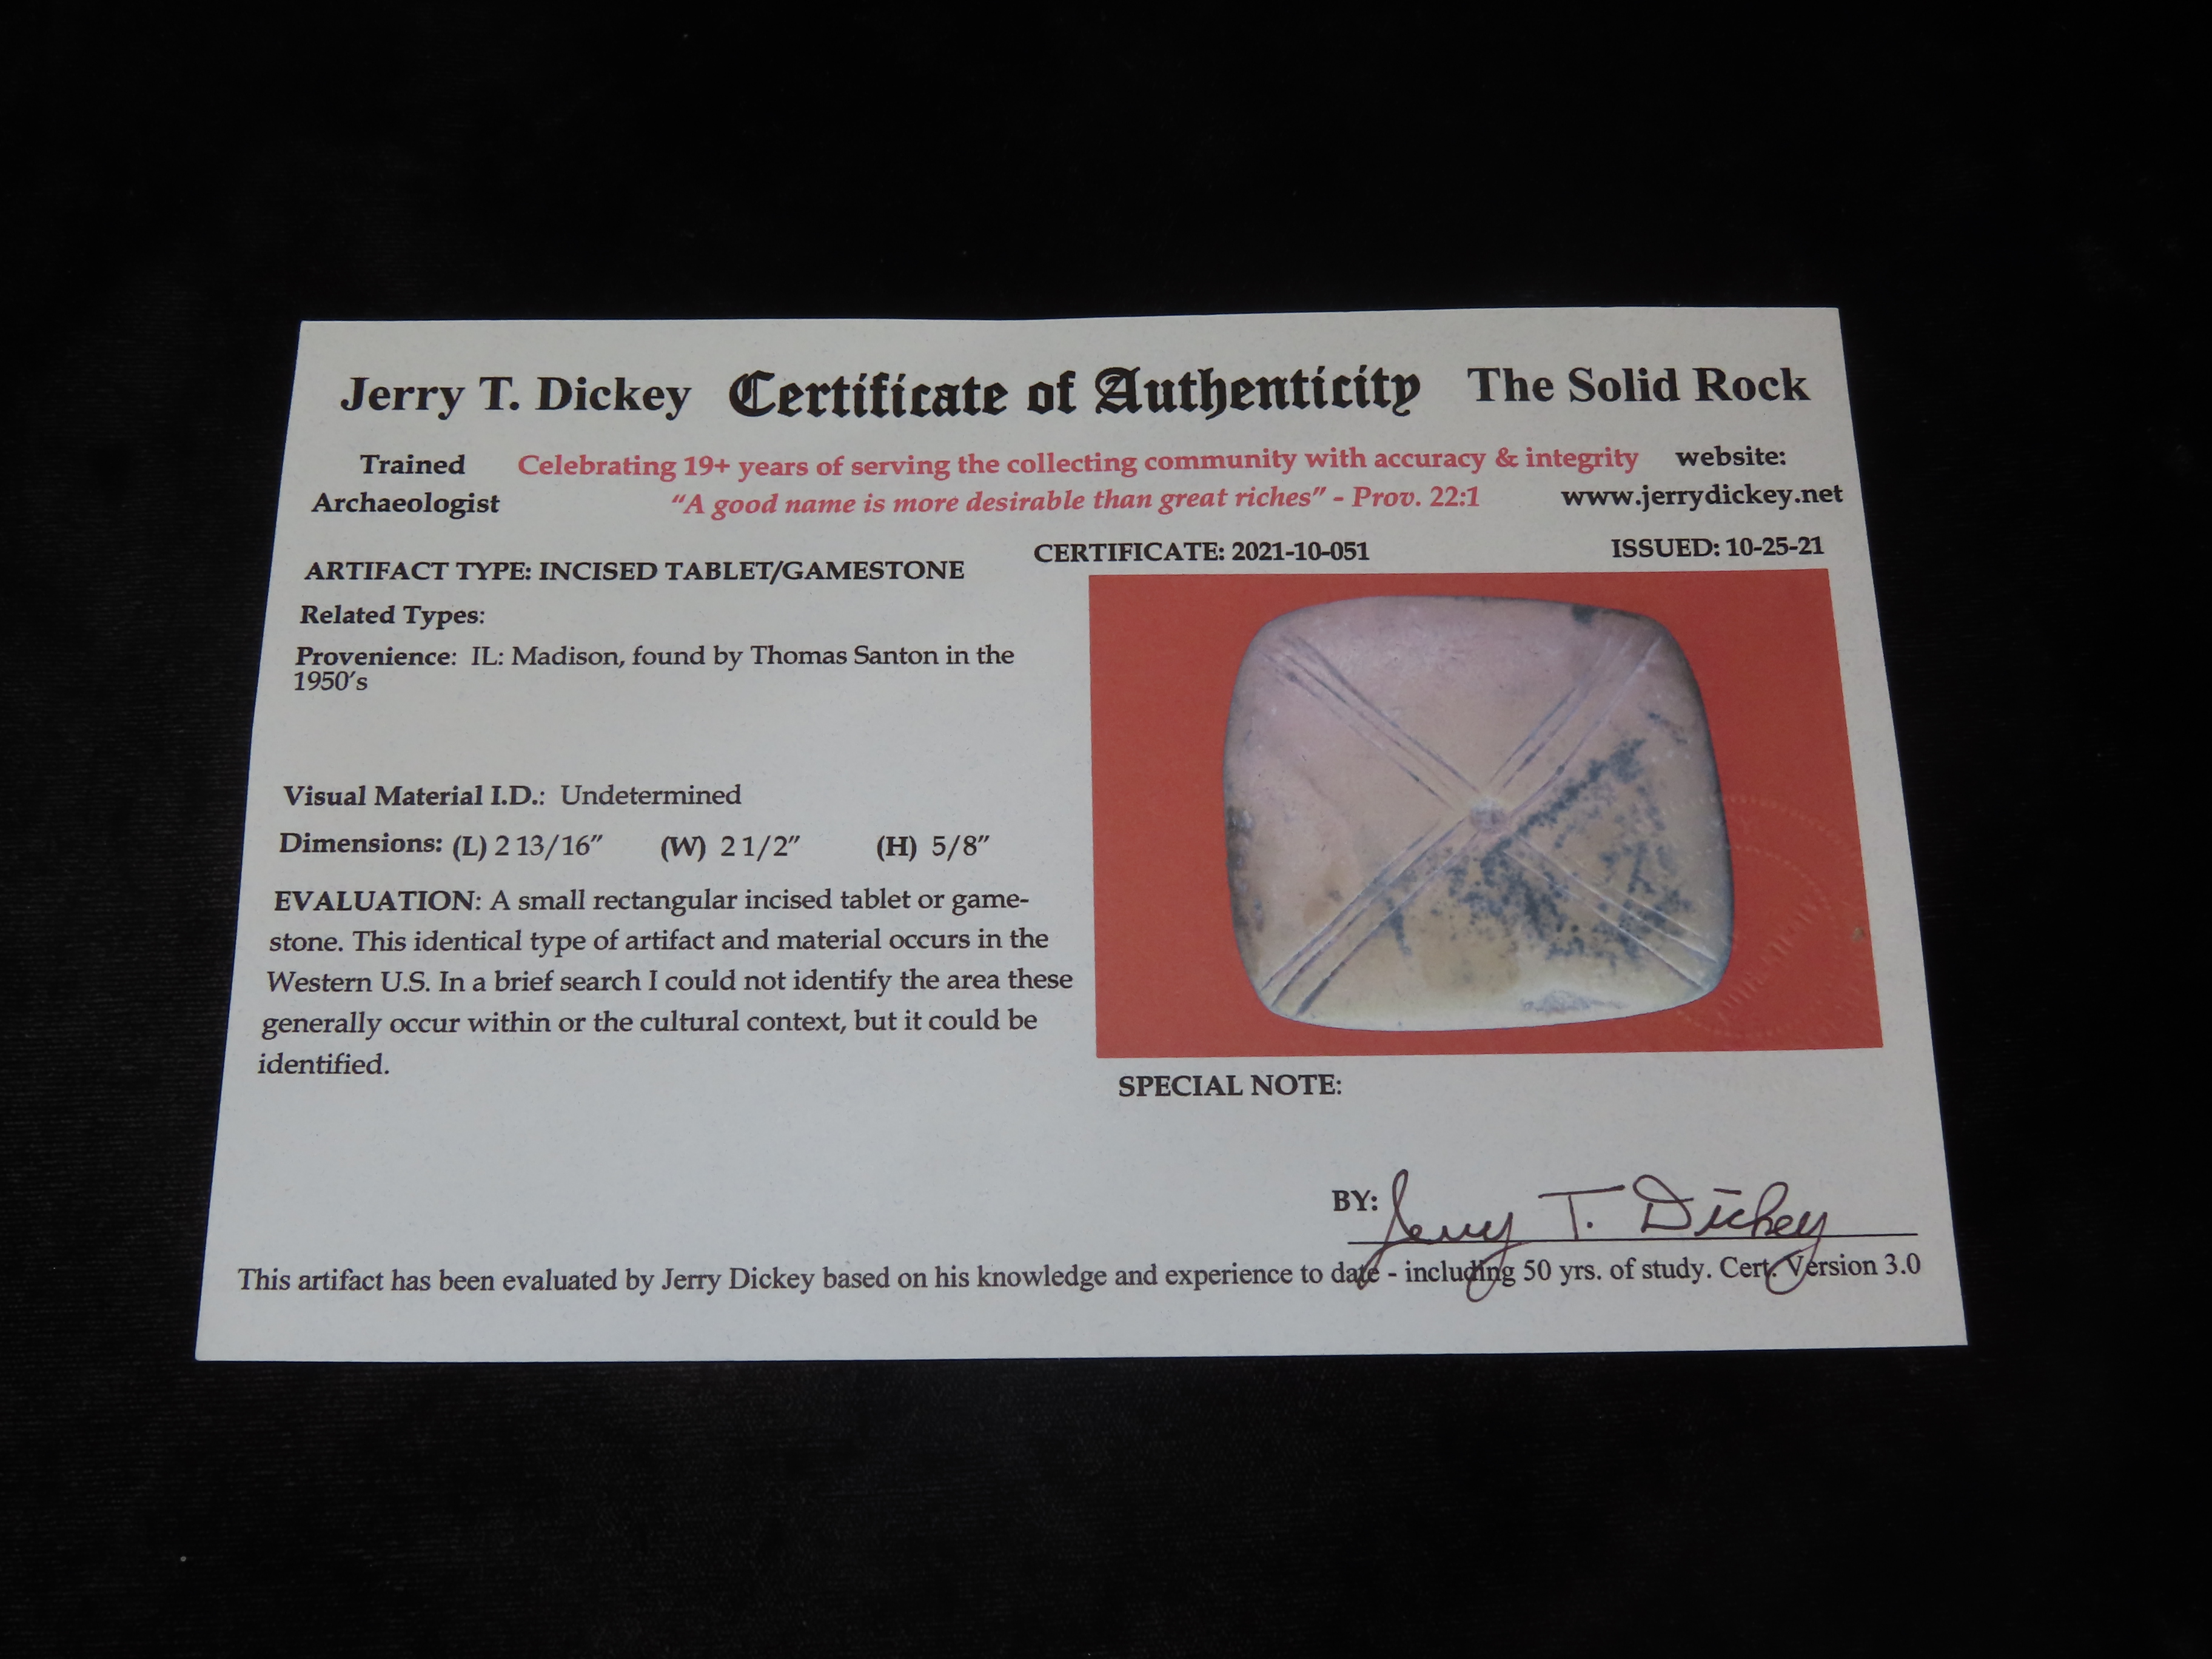 Jerry T. Dickey Certificate of Authenticity The Solid Rock
Trained Celebrating 19+ years of serving the collecting community with accuracy & integrity website:
Archaeologist "A good name is more desirable than great riches" - Prov. 22:1 www.jerrydickey.net
CERTIFICATE: 2021-10-051 ISSUED: 10-25-21
ARTIFACT TYPE: INCISED TABLET/GAMESTONE
Related Types:
Provenience: IL: Madison, found by Thomas Santon in the
1950's
Visual Material I.D.: Undetermined
Dimensions: (L) 2 13/16" (W) 2 1/2" (H) 5/8"
EVALUATION: A small rectangular incised tablet or game-
stone. This identical type of artifact and material occurs in the
Western U.S. In a brief search I could not identify the area these
generally occur within or the cultural context, but it could be
identified.
SPECIAL NOTE:
BY: Jerry T. Dickey
This artifact has been evaluated by Jerry Dickey based on his knowledge and experience to date - including 50 yrs. of study. Cert. Version 3.0